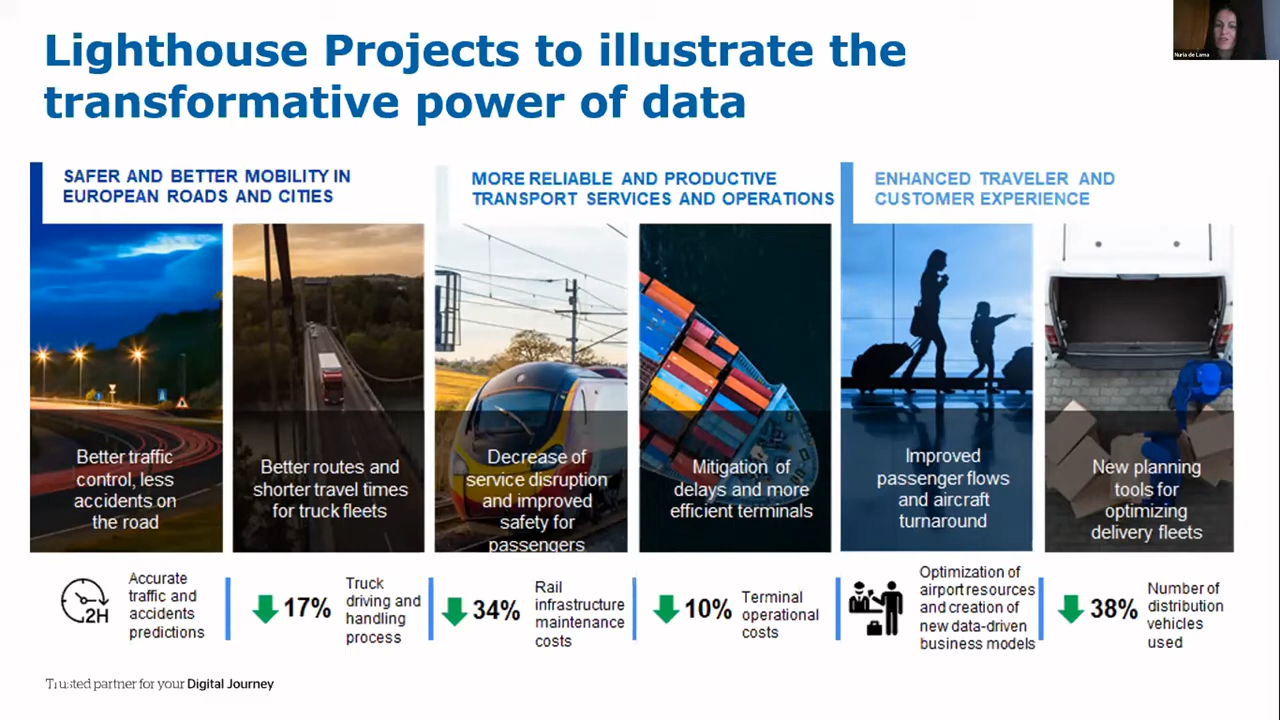 Lighthouse Projects to illustrate the
transformative power of data
Nuria de Lama
SAFER AND BETTER MOBILITY IN
EUROPEAN ROADS AND CITIES
MORE RELIABLE AND PRODUCTIVE
TRANSPORT SERVICES AND OPERATIONS
ENHANCED TRAVELER AND
CUSTOMER EXPERIENCE
Better traffic
control, less
accidents on
the road
Better routes and
shorter travel times
for truck fleets
Decrease of
service disruption
and improved
safety for
passengers
Mitigation of
delays and more
efficient terminals
Improved
passenger flows
and aircraft
turnaround
New planning
tools for
optimizing
delivery fleets
2H
Accurate
traffic and
accidents
predictions
17%
Truck
driving and
handling
process
34%
Rail
infrastructure
maintenance
costs
10%
Terminal
operational
costs
Optimization of
airport resources
and creation of
new data-driven
business models
38%
Number of
distribution
vehicles
used
Trusted partner for your Digital Journey